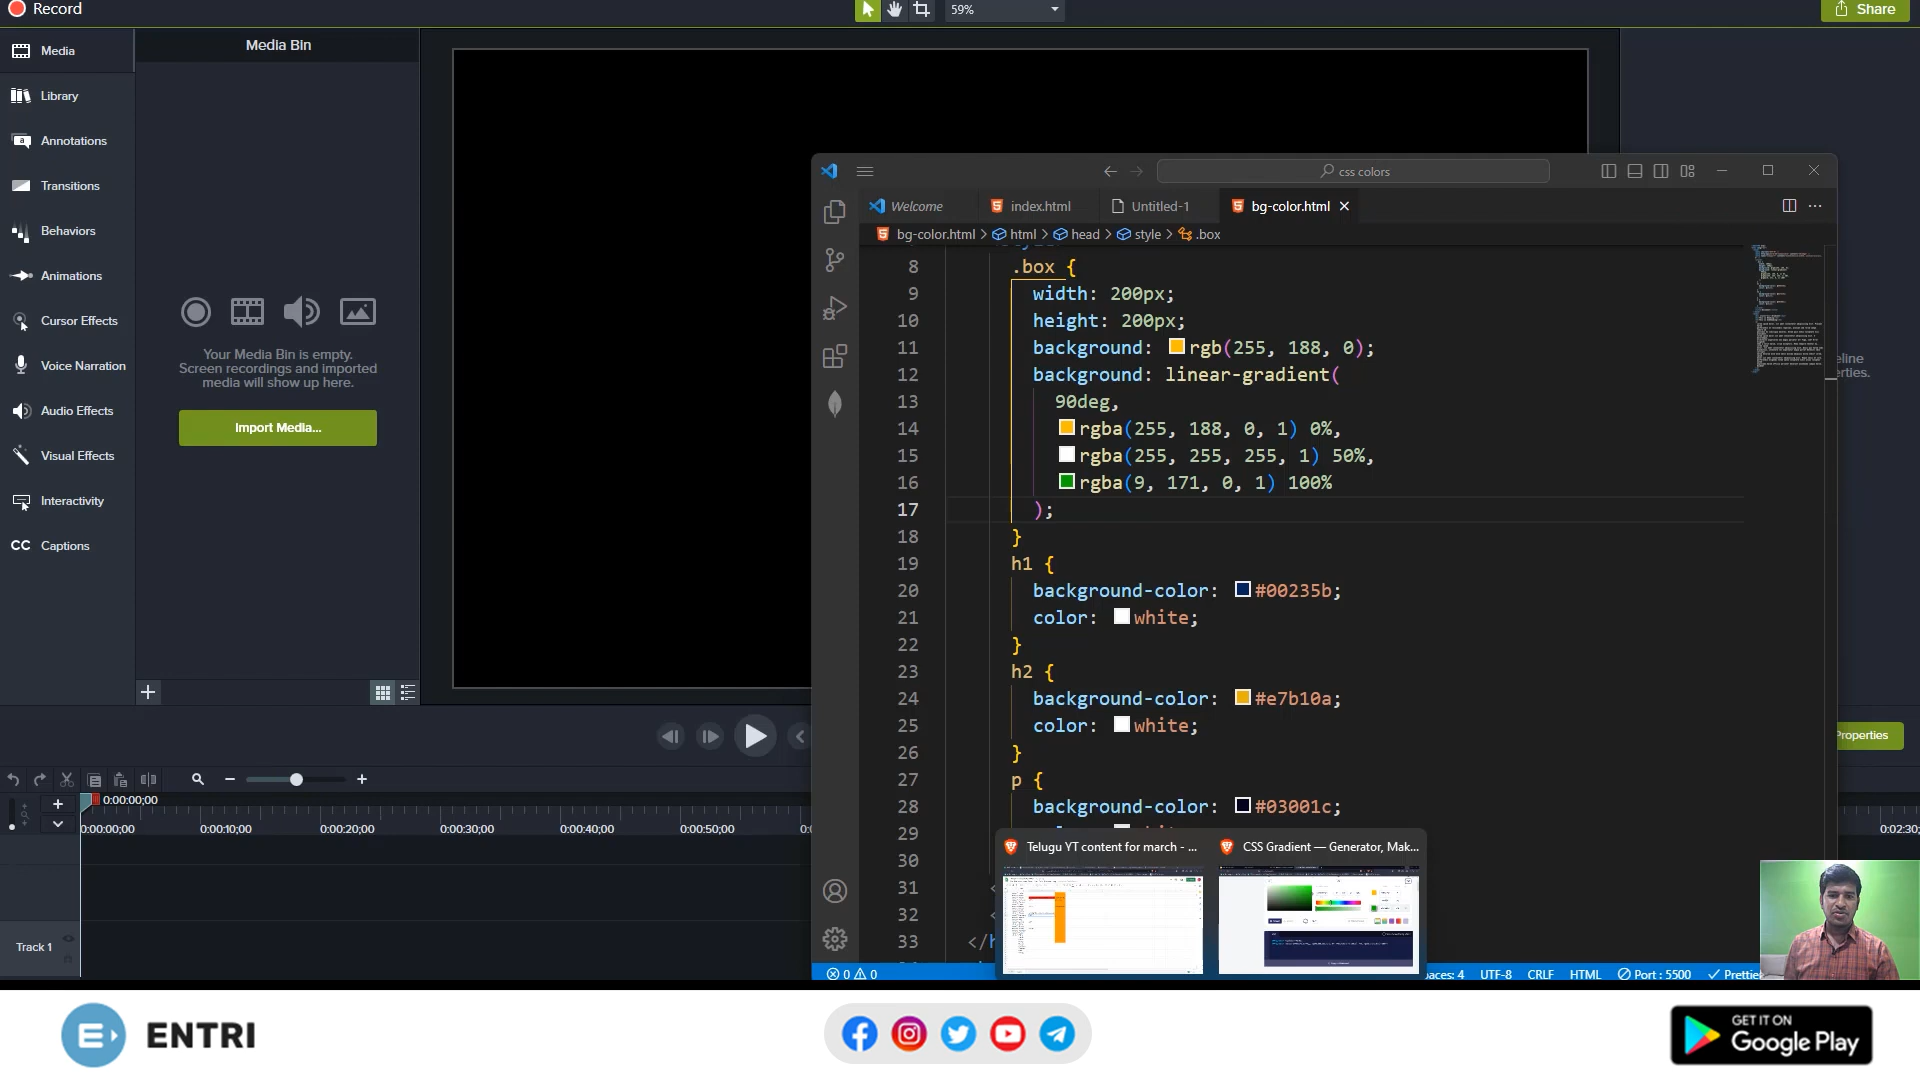 Record
59%
Share
Media
Library
Annotations
Transitions
Behaviors
Animations
Cursor Effects
Voice Narration
Audio Effects
Visual Effects
Interactivity
CC Captions
Media Bin
Your Media Bin is empty.
Screen recordings and imported
media will show up here.
Import Media...
css colors
Welcome
index.html
Untitled-1
bg-color.html
bg-color.html > html > head > style > .box
8 .box {
9 width: 200px;
10 height: 200px;
11 background: rgb(255, 188, 0);
12 background: linear-gradient(
13 90deg,
14 rgba(255, 188, 0, 1) 0%,
15 rgba(255, 255, 255, 1) 50%,
16 rgba(9, 171, 0, 1) 100%
17 );
18 }
19 h1 {
20 background-color: #00235b;
21 color: white;
22 }
23 h2 {
24 background-color: #e7b10a;
25 color: white;
26 }
27 p {
28 background-color: #03001c;
29
30
31 <
32 <
33 </h
Telugu YT content for march - ...
CSS Gradient — Generator, Mak...
0 0
aces: 4
UTF-8
CRLF
HTML
Port : 5500
Prettie
eline
erties.
Properties
0:00:00;00
0:00:00;00
0:00:10;00
0:00:20;00
0:00:30;00
0:00:40;00
0:00:50;00
0:02:30;
Track 1
ENTRI
GET IT ON
Google Play